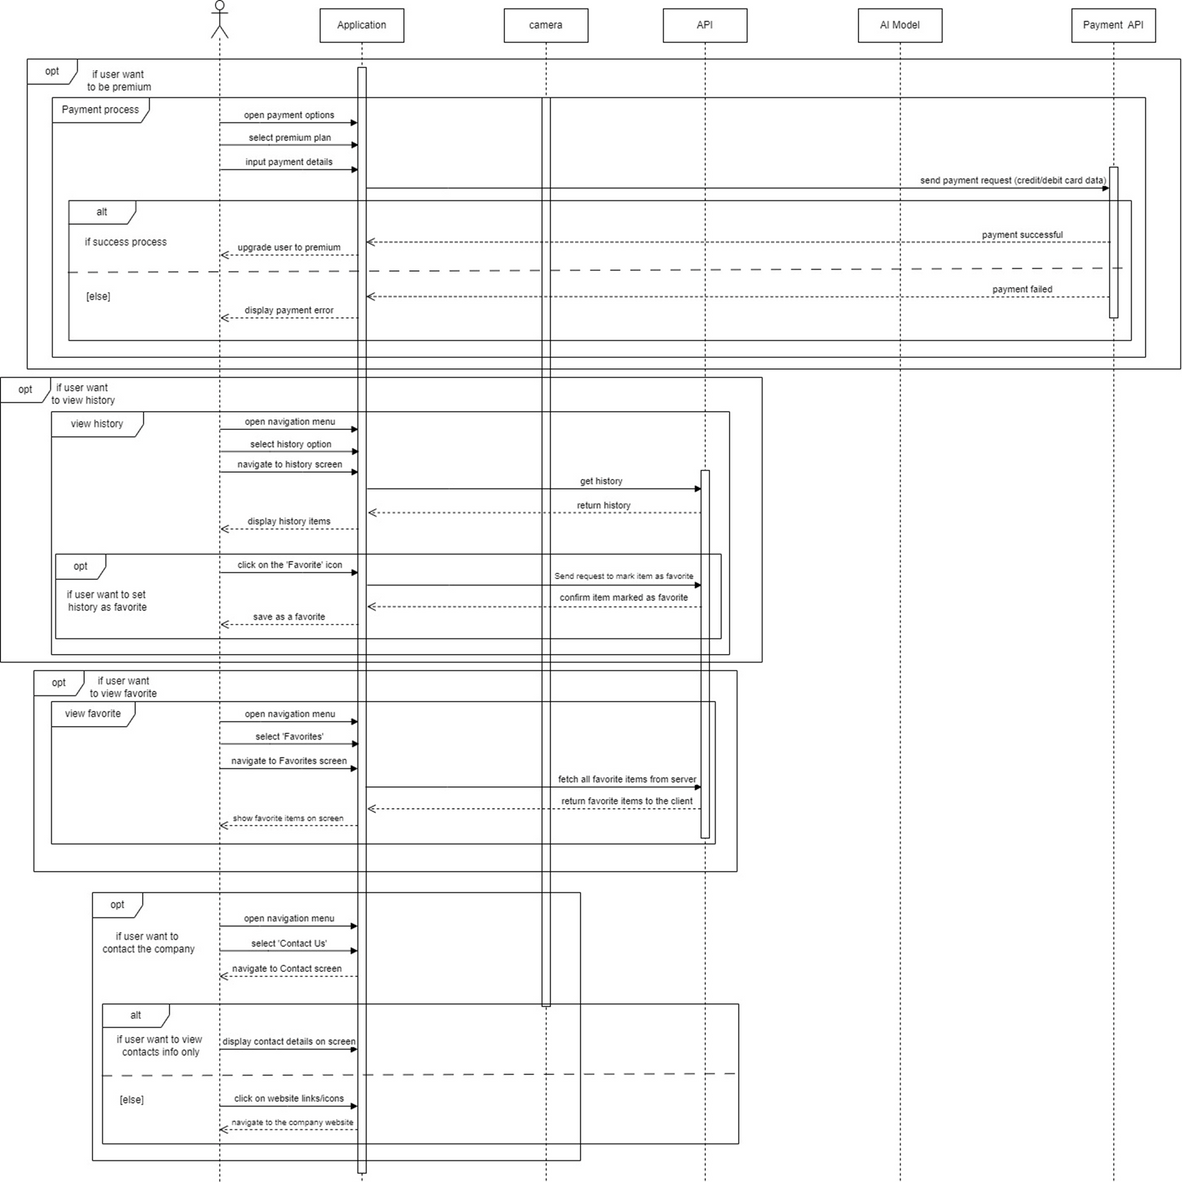 Application
camera
API
AI Model
Payment API
opt
if user want
to be premium
Payment process
open payment options
select premium plan
input payment details
send payment request (credit/debit card data)
alt
if success process
payment successful
upgrade user to premium
[else]
payment failed
display payment error
opt
if user want
to view history
view history
open navigation menu
select history option
navigate to history screen
get history
return history
display history items
opt
click on the 'Favorite' icon
Send request to mark item as favorite
if user want to set
history as favorite
confirm item marked as favorite
save as a favorite
opt
if user want
to view favorite
view favorite
open navigation menu
select 'Favorites'
navigate to Favorites screen
fetch all favorite items from server
return favorite items to the client
show favorite items on screen
opt
open navigation menu
if user want to
contact the company
select 'Contact Us'
navigate to Contact screen
alt
if user want to view
contacts info only
display contact details on screen
[else]
click on website links/icons
navigate to the company website